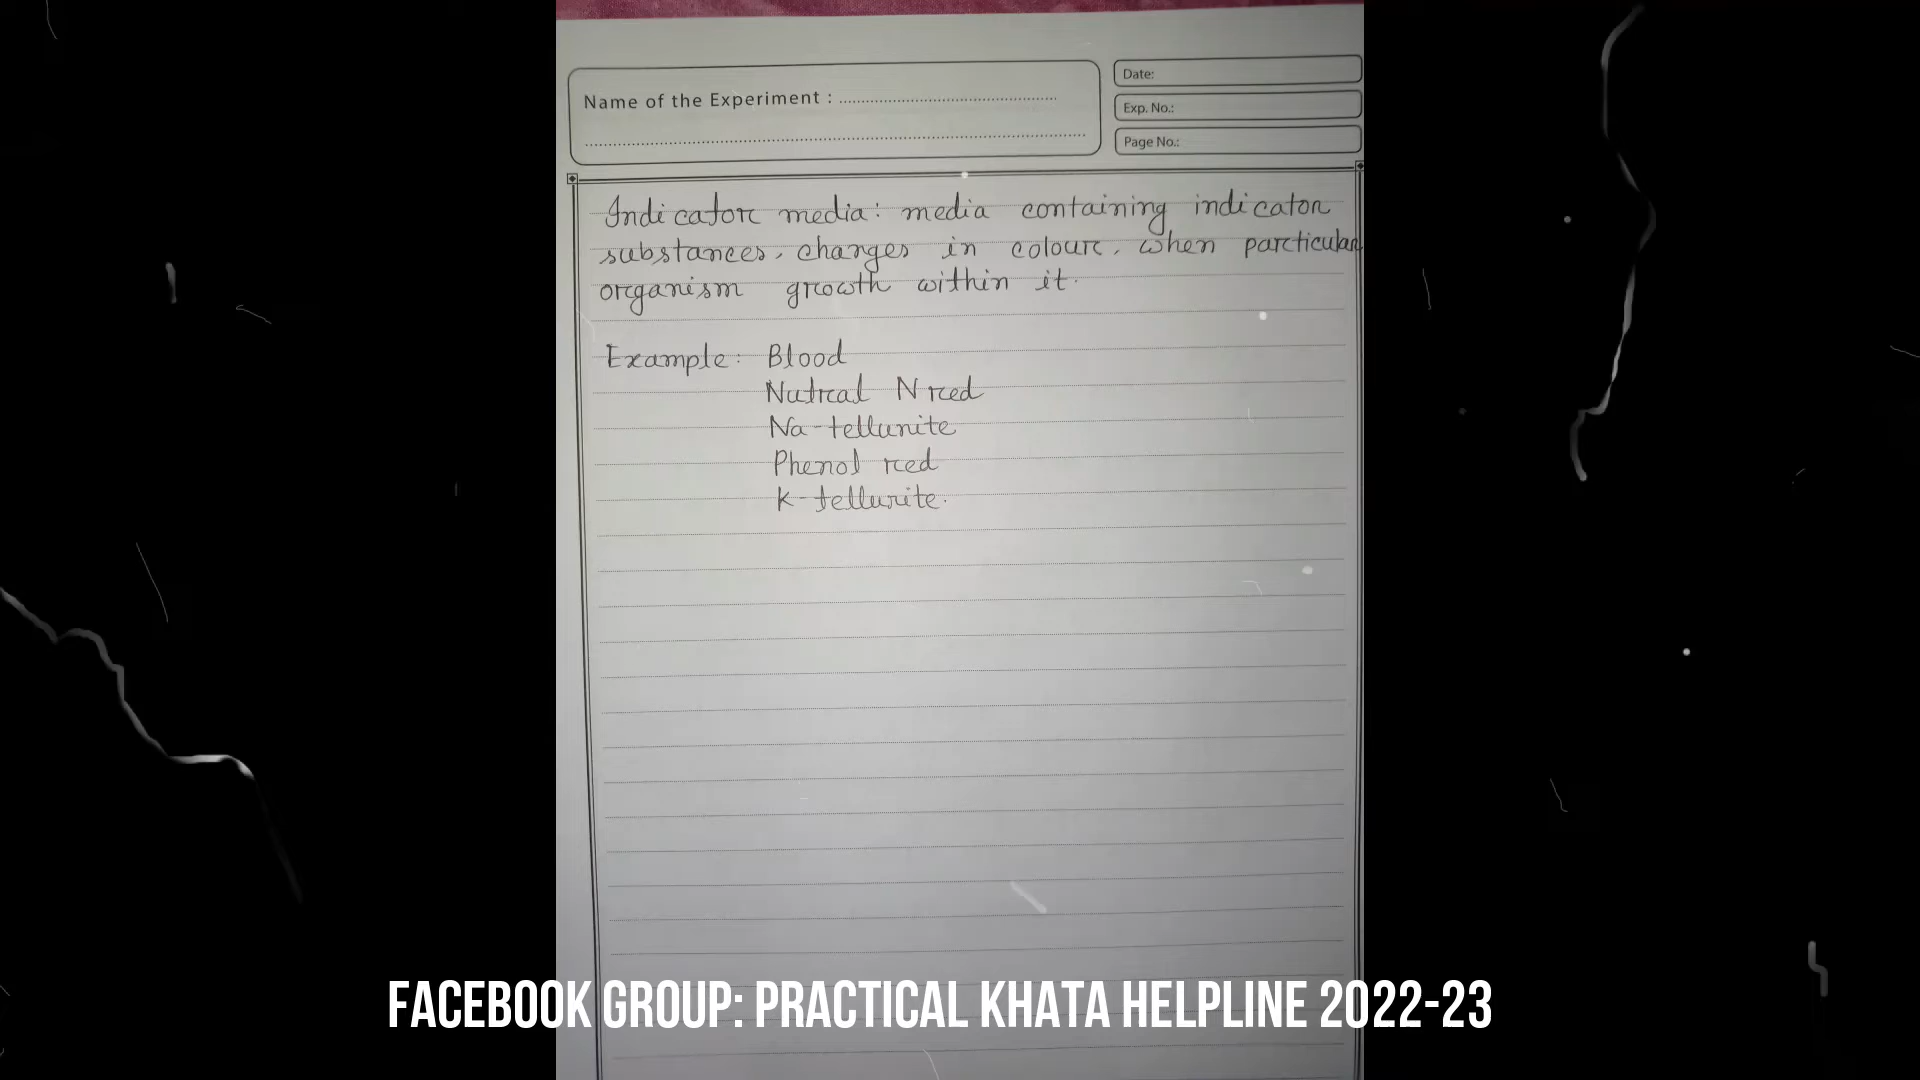 Name of the Experiment :
Date:
Exp. No.:
Page No.:
Indicator media: media containing indicator
substances, changes in colour, when particular
organism growth within it.
Example: Blood
Nutral N red
Na-tellurite
Phenol red
K-tellurite.
FACEBOOK GROUP: PRACTICAL KHATA HELPLINE 2022-23